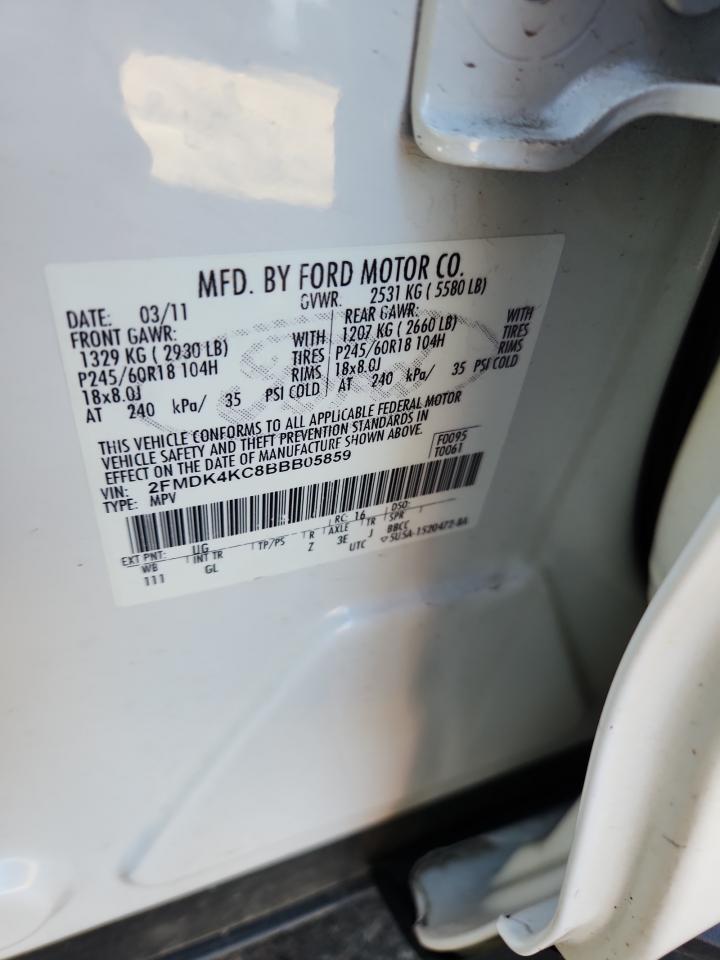 MFD. BY FORD MOTOR CO.
DATE: 03/11 GVWR: 2531 KG ( 5580 LB)
FRONT GAWR: REAR GAWR:
1329 KG ( 2930 LB) WITH 1207 KG ( 2660 LB) WITH
P245/60R18 104H TIRES P245/60R18 104H TIRES
18x8.0J RIMS 18x8.0J RIMS
AT 240 kPa/ 35 PSI COLD AT 240 kPa/ 35 PSI COLD
THIS VEHICLE CONFORMS TO ALL APPLICABLE FEDERAL MOTOR
VEHICLE SAFETY AND THEFT PREVENTION STANDARDS IN
EFFECT ON THE DATE OF MANUFACTURE SHOWN ABOVE.
VIN: 2FMDK4KC8BBB05859 F0095
TYPE: MPV T0061
EXT PNT: UG RC: 16 DSO:
WB INT TR TP/PS R AXLE TR SPR
111 GL Z 3E J BBCC
UTC